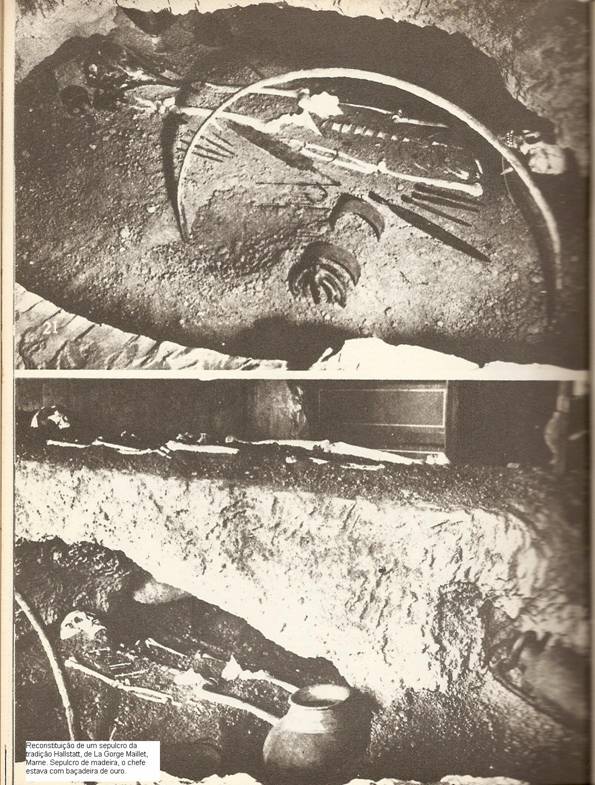 21
Reconstituição de um sepulcro da
tradição Hallstatt, de La Gorge Maillet,
Marne. Sepulcro de madeira, o chefe
estava com baçadeira de ouro.